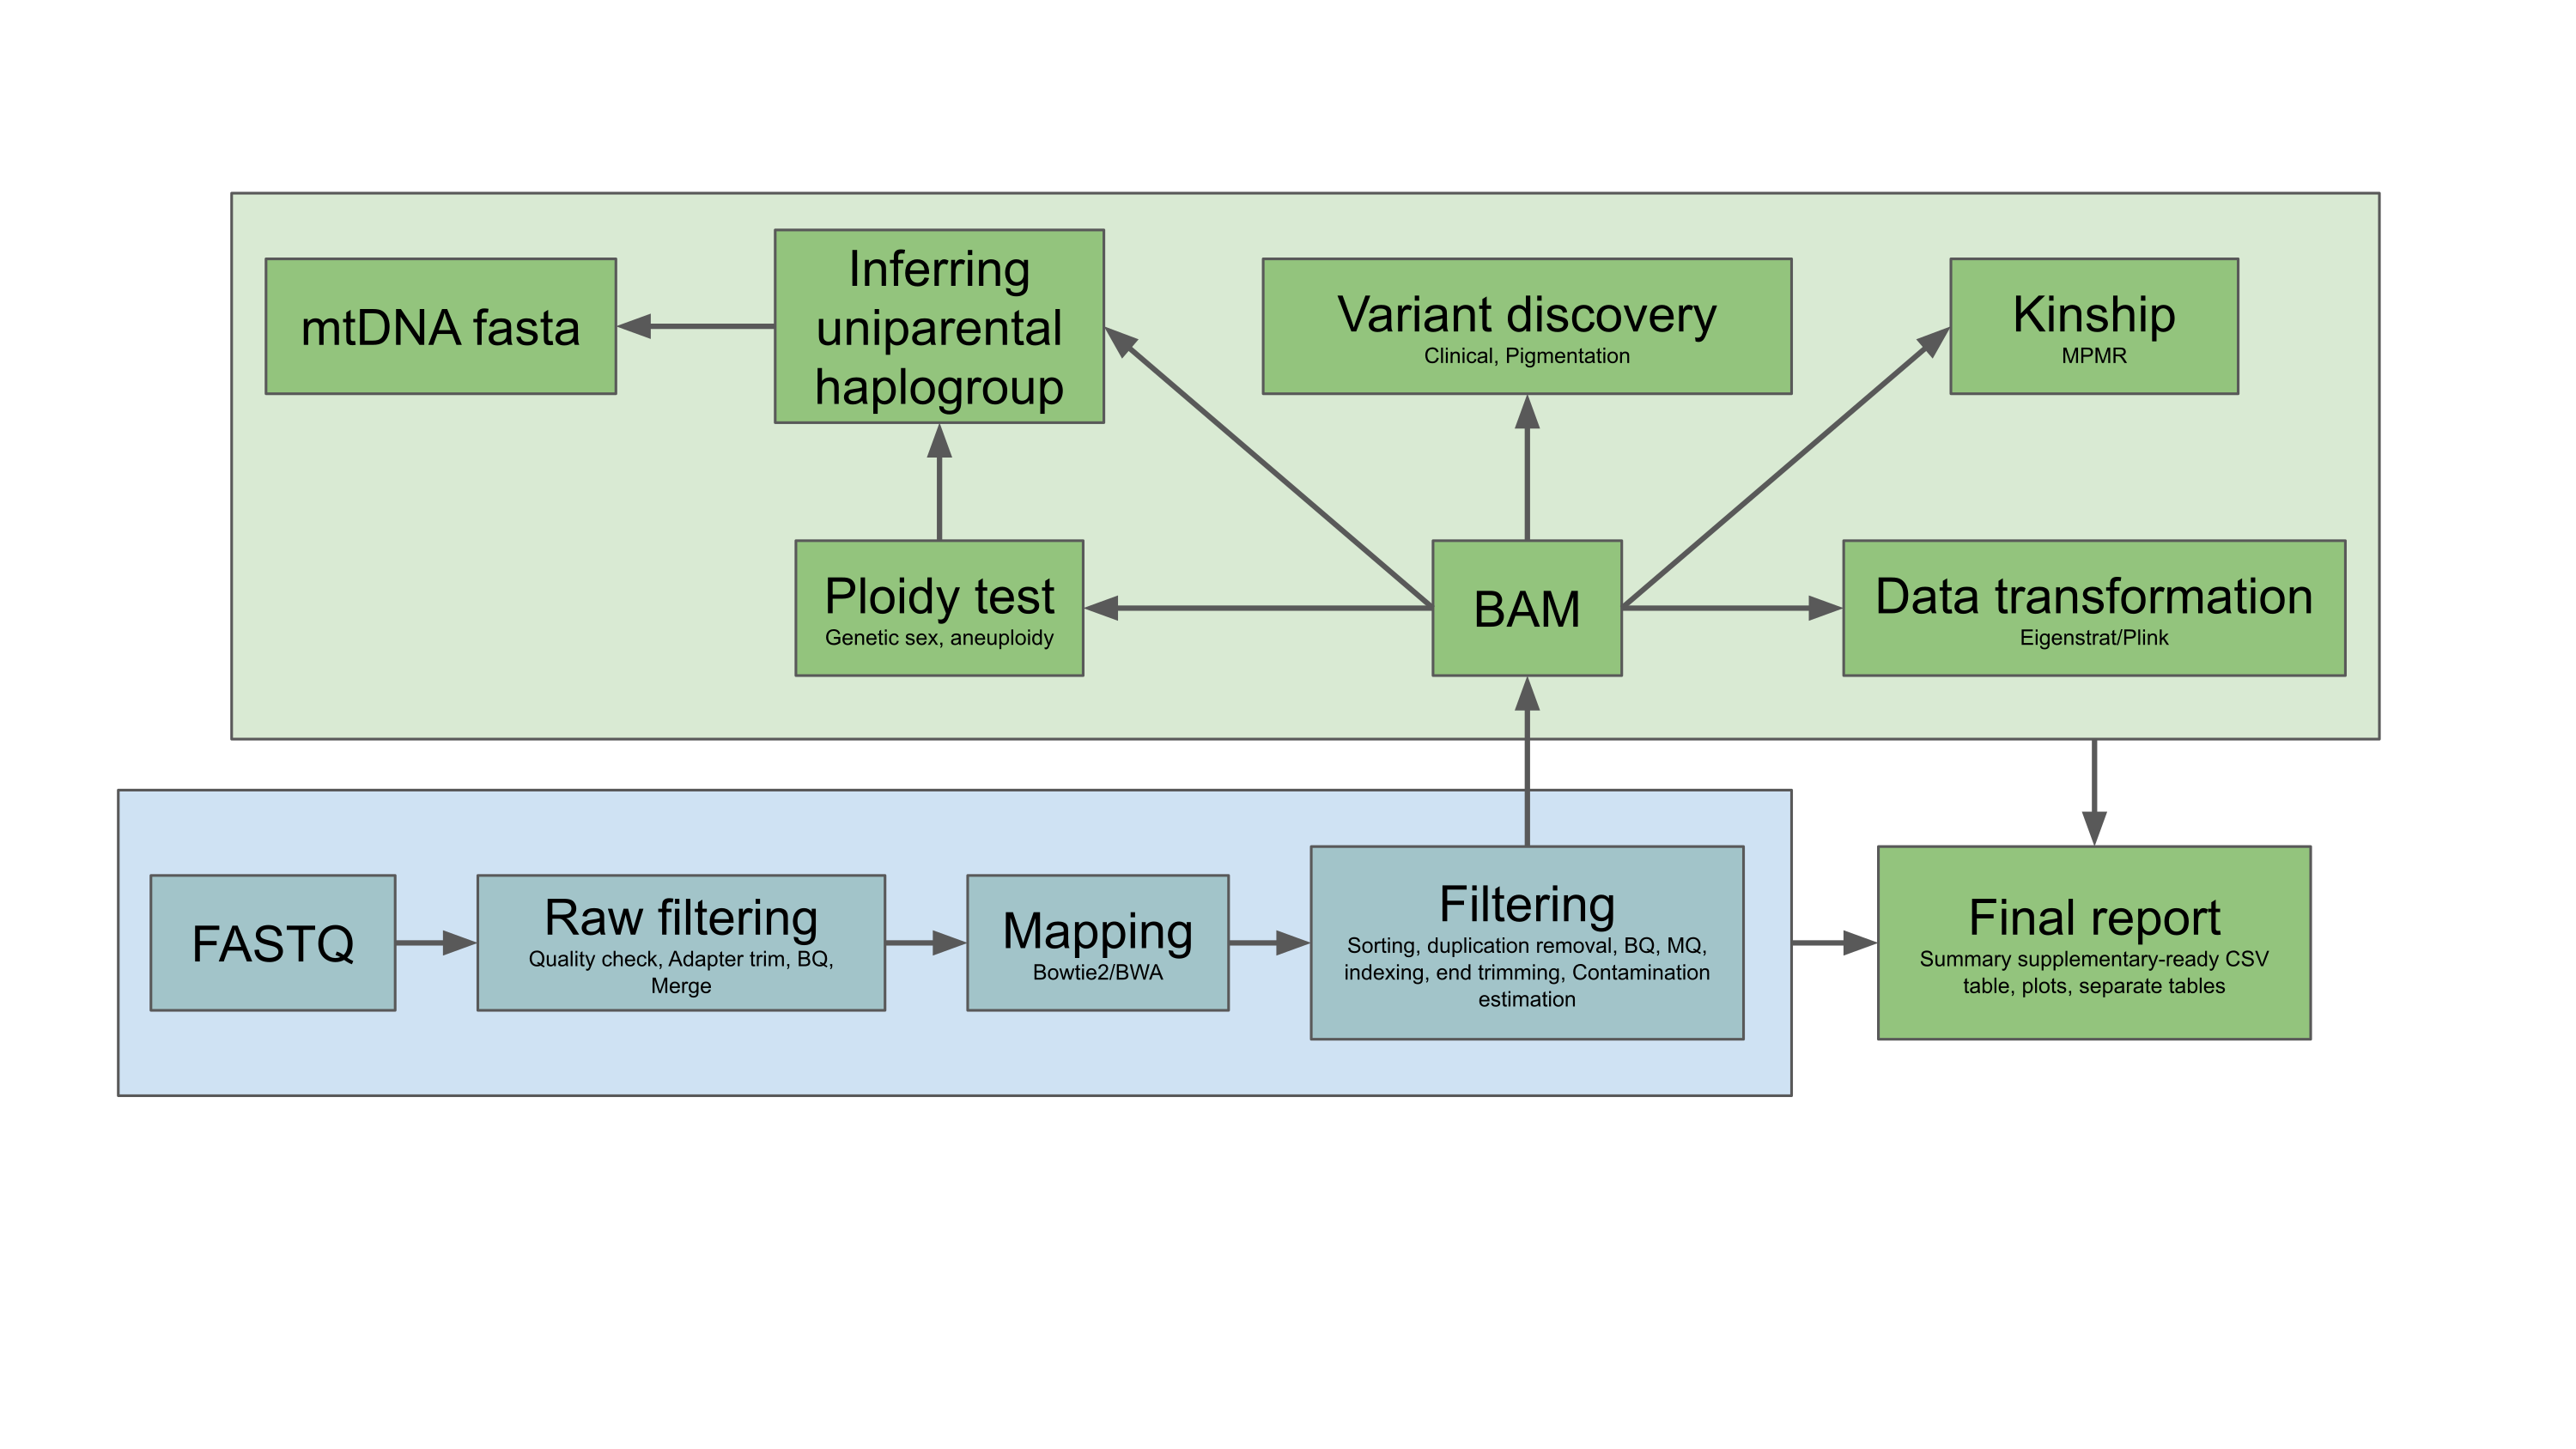 mtDNA fasta
Inferring
uniparental
haplogroup
Variant discovery
Clinical, Pigmentation
Kinship
MPMR
Ploidy test
Genetic sex, aneuploidy
BAM
Data transformation
Eigenstrat/Plink
FASTQ
Raw filtering
Quality check, Adapter trim, BQ,
Merge
Mapping
Bowtie2/BWA
Filtering
Sorting, duplication removal, BQ, MQ,
indexing, end trimming, Contamination
estimation
Final report
Summary supplementary-ready CSV
table, plots, separate tables